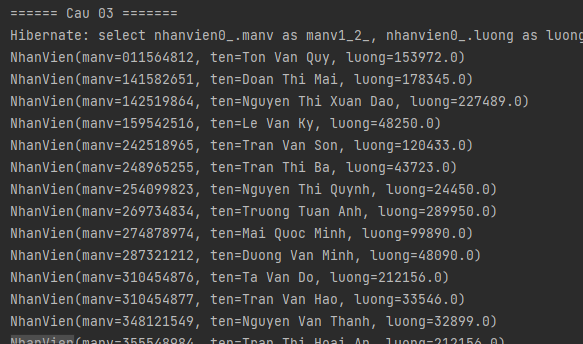 ====== Cau 03 =======
Hibernate: select nhanvien0_.manv as manv1_2_, nhanvien0_.luong as luong
NhanVien(manv=011564812, ten=Ton Van Quy, luong=153972.0)
NhanVien(manv=141582651, ten=Doan Thi Mai, luong=178345.0)
NhanVien(manv=142519864, ten=Nguyen Thi Xuan Dao, luong=227489.0)
NhanVien(manv=159542516, ten=Le Van Ky, luong=48250.0)
NhanVien(manv=242518965, ten=Tran Van Son, luong=120433.0)
NhanVien(manv=248965255, ten=Tran Thi Ba, luong=43723.0)
NhanVien(manv=254099823, ten=Nguyen Thi Quynh, luong=24450.0)
NhanVien(manv=269734834, ten=Truong Tuan Anh, luong=289950.0)
NhanVien(manv=274878974, ten=Mai Quoc Minh, luong=99890.0)
NhanVien(manv=287321212, ten=Duong Van Minh, luong=48090.0)
NhanVien(manv=310454876, ten=Ta Van Do, luong=212156.0)
NhanVien(manv=310454877, ten=Tran Van Hao, luong=33546.0)
NhanVien(manv=348121549, ten=Nguyen Van Thanh, luong=32899.0)
NhanVien(manv=355548984, ten=Tran Thi Hoai An, luong=212156.0)